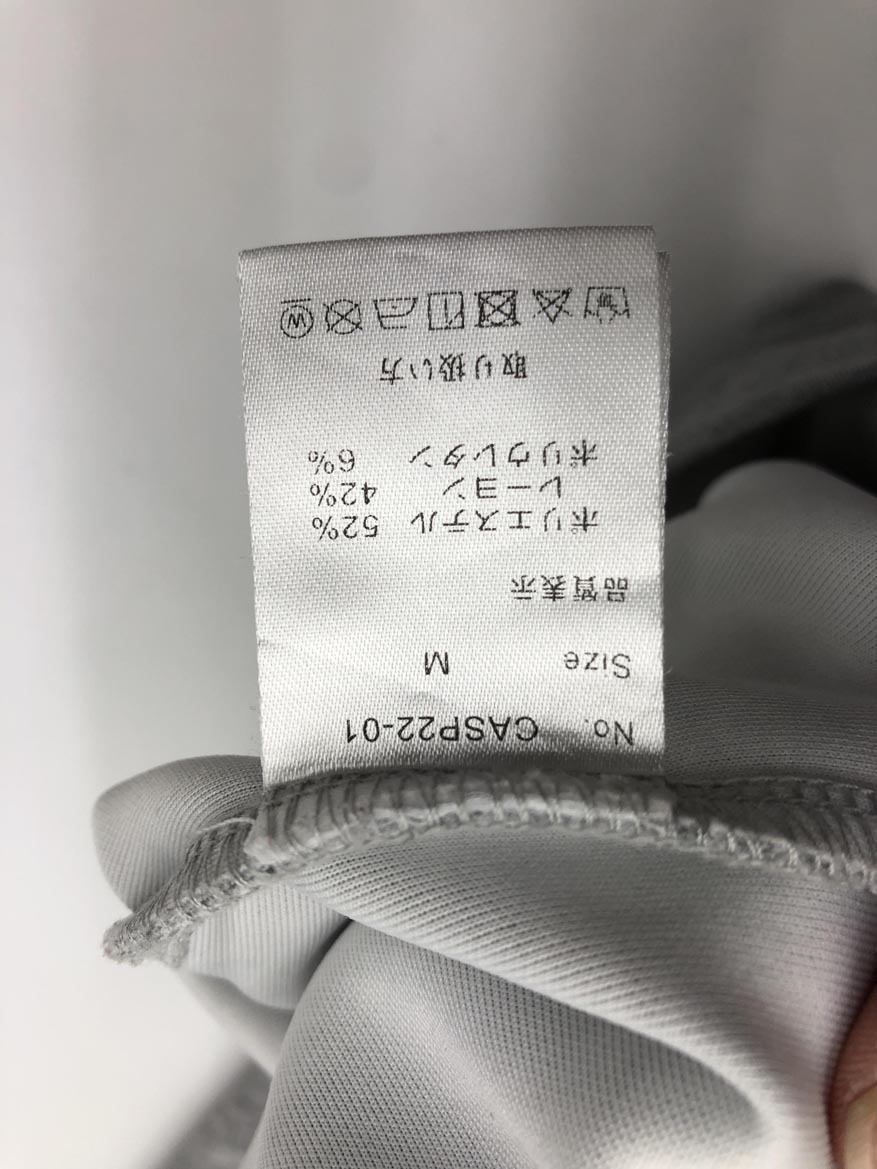 No. CASP22-01
Size M
品質表示
ポリエステル 52%
レーヨン 42%
ポリウレタン 6%
取り扱い方
W